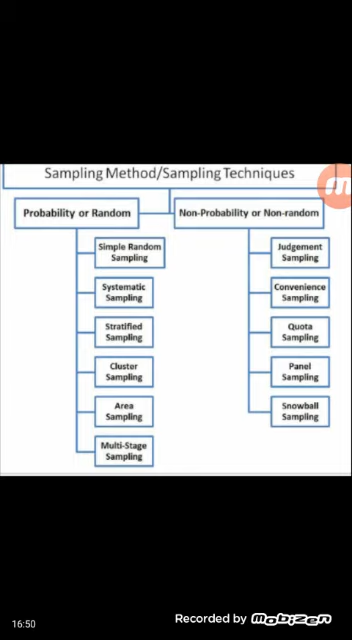 Sampling Method/Sampling Techniques
Probability or Random
Non-Probability or Non-random
Simple Random
Sampling
Systematic
Sampling
Stratified
Sampling
Cluster
Sampling
Area
Sampling
Multi-Stage
Sampling
Judgement
Sampling
Convenience
Sampling
Quota
Sampling
Panel
Sampling
Snowball
Sampling
16:50
Recorded by Mobizen